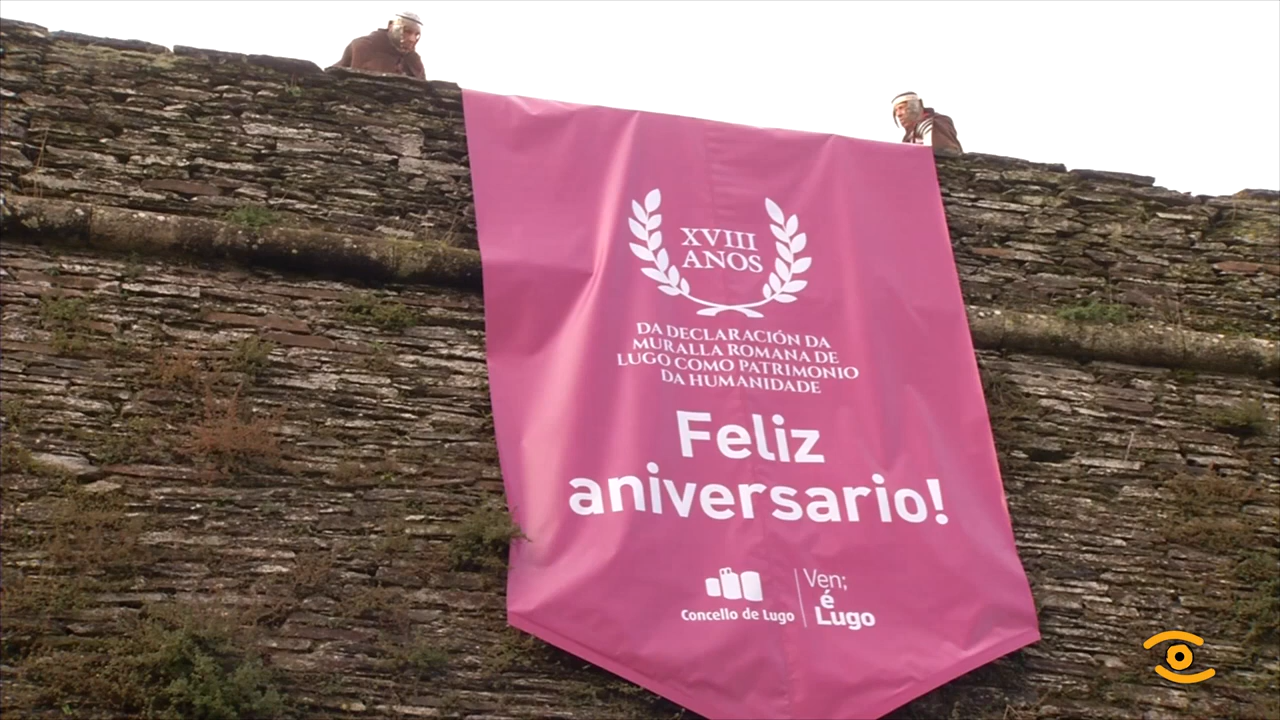 XVIII
ANOS
DA DECLARACIÓN DA
MURALLA ROMANA DE
LUGO COMO PATRIMONIO
DA HUMANIDADE
Feliz
aniversario!
Concello de Lugo
Ven;
é
Lugo